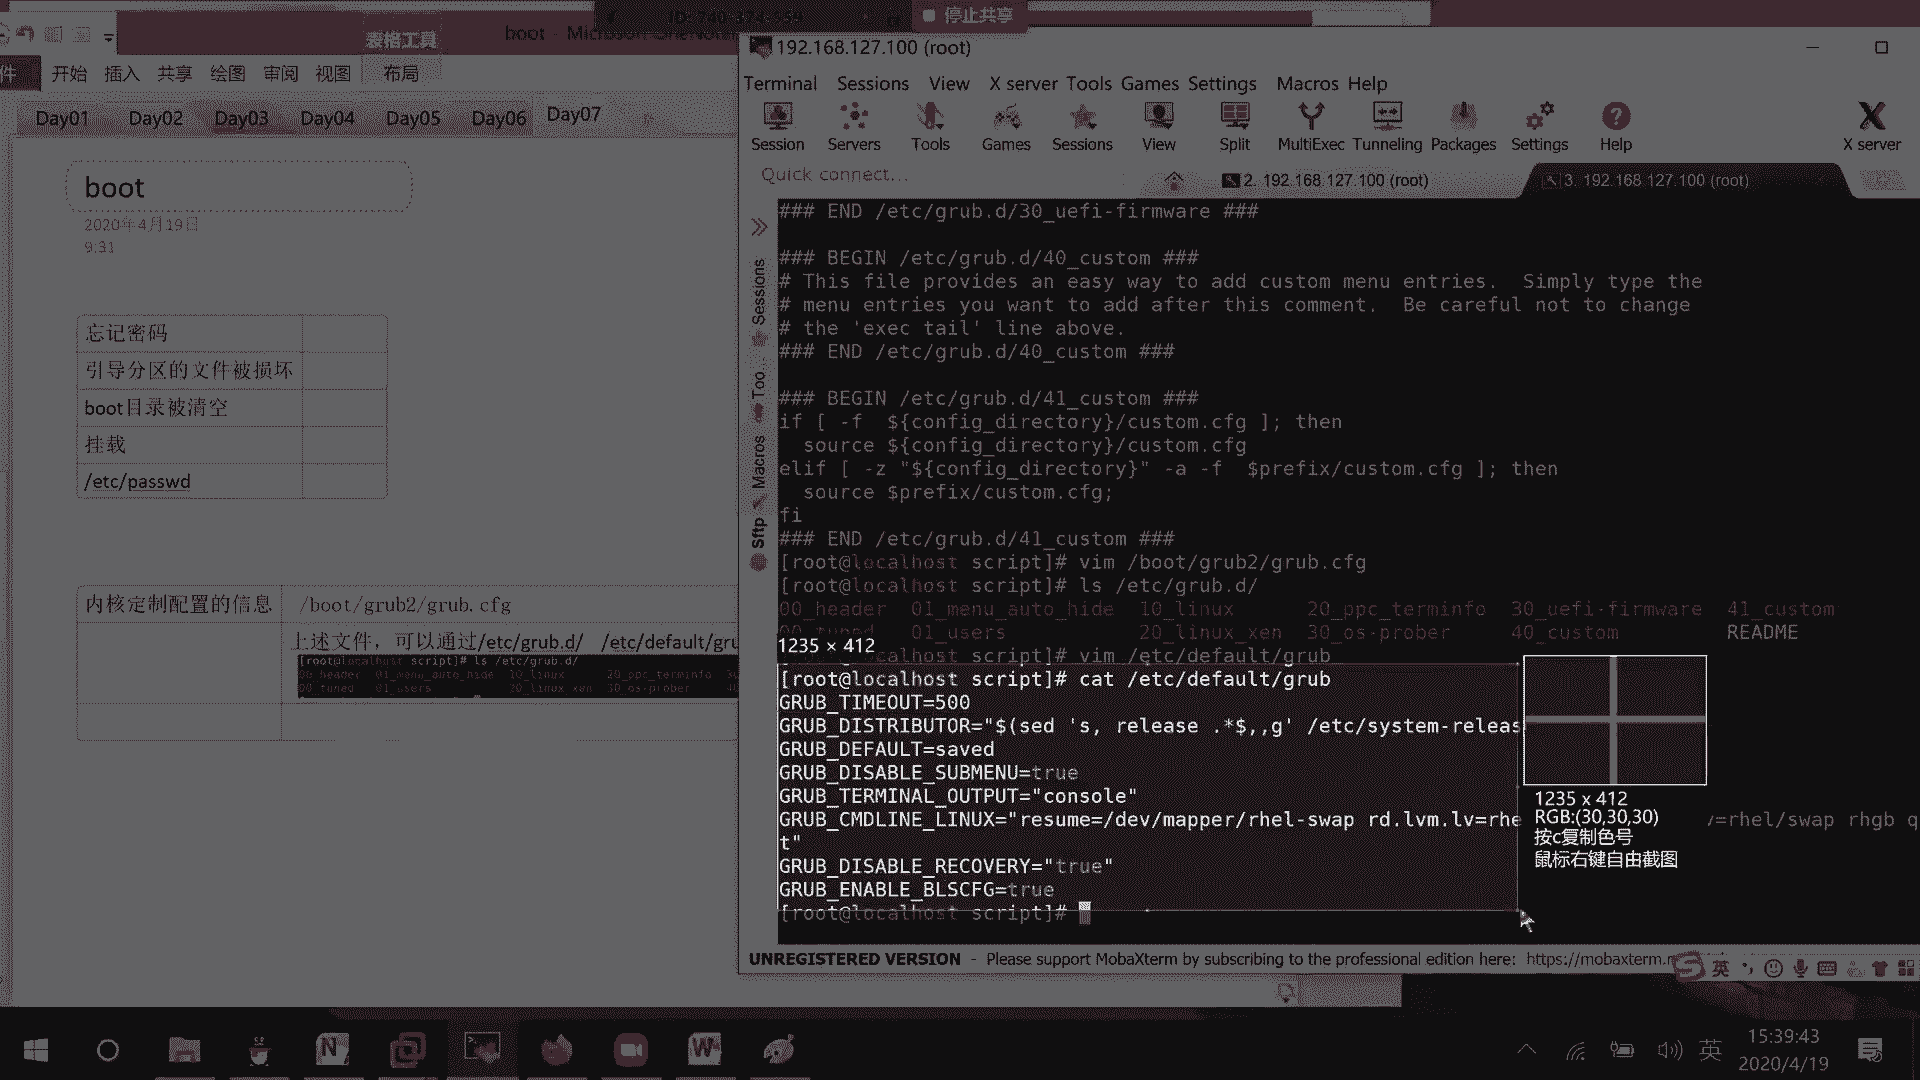 停止共享
表格工具
boot - Microsoft OneNote
开始 插入 共享 绘图 审阅 视图 布局
Day01 Day02 Day03 Day04 Day05 Day06 Day07
boot
2020年4月19日
9:31
忘记密码
引导分区的文件被损坏
boot目录被清空
挂载
/etc/passwd
内核定制配置的信息 /boot/grub2/grub.cfg
上述文件，可以通过/etc/grub.d/ /etc/default/gru
[root@localhost script]# ls /etc/grub.d/
00_header 01_menu_auto_hide 10_linux 20_ppc_terminfo
00_tuned 01_users 20_linux_xen 30_os-prober
192.168.127.100 (root)
Terminal Sessions View X server Tools Games Settings Macros Help
Session Servers Tools Games Sessions View Split MultiExec Tunneling Packages Settings Help X server
Quick connect...
2. 192.168.127.100 (root)
3. 192.168.127.100 (root)
Sessions
Too...
Macros
Sftp
### END /etc/grub.d/30_uefi-firmware ###
### BEGIN /etc/grub.d/40_custom ###
# This file provides an easy way to add custom menu entries.  Simply type the
# menu entries you want to add after this comment.  Be careful not to change
# the 'exec tail' line above.
### END /etc/grub.d/40_custom ###
### BEGIN /etc/grub.d/41_custom ###
if [ -f  ${config_directory}/custom.cfg ]; then
  source ${config_directory}/custom.cfg
elif [ -z "${config_directory}" -a -f  $prefix/custom.cfg ]; then
  source $prefix/custom.cfg;
fi
### END /etc/grub.d/41_custom ###
[root@localhost script]# vim /boot/grub2/grub.cfg
[root@localhost script]# ls /etc/grub.d/
00_header 01_menu_auto_hide 10_linux 20_ppc_terminfo 30_uefi-firmware 41_custom
00_tuned 01_users 20_linux_xen 30_os-prober 40_custom README
1235 × 412
[root@localhost script]# vim /etc/default/grub
[root@localhost script]# cat /etc/default/grub
GRUB_TIMEOUT=500
GRUB_DISTRIBUTOR="$(sed 's, release .*$,,g' /etc/system-releas
GRUB_DEFAULT=saved
GRUB_DISABLE_SUBMENU=true
GRUB_TERMINAL_OUTPUT="console"
GRUB_CMDLINE_LINUX="resume=/dev/mapper/rhel-swap rd.lvm.lv=rhe
v=rhel/swap rhgb q
t"
GRUB_DISABLE_RECOVERY="true"
GRUB_ENABLE_BLSCFG=true
[root@localhost script]#
1235 x 412
RGB:(30,30,30)
按c复制色号
鼠标右键自由截图
UNREGISTERED VERSION - Please support MobaXterm by subscribing to the professional edition here: https://mobaxterm.
英
15:39:43
英
2020/4/19